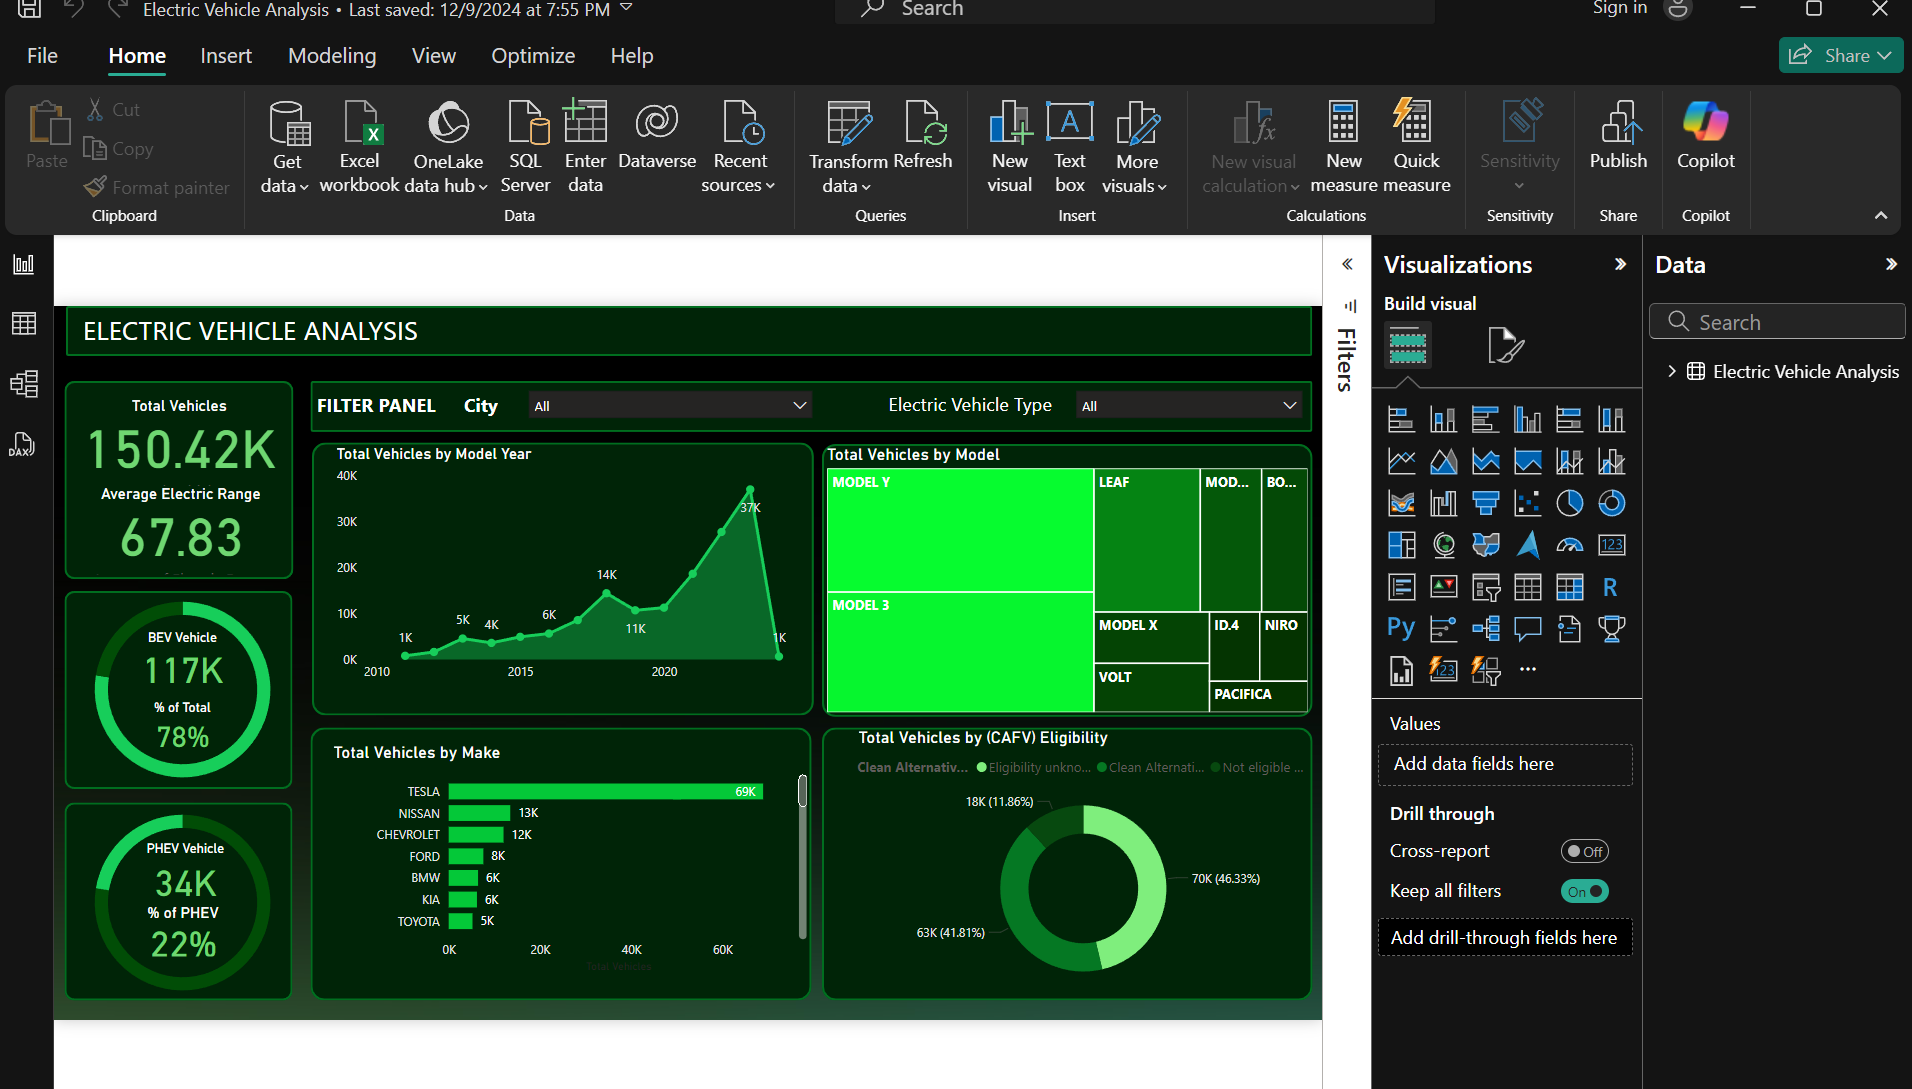 Electric Vehicle Analysis • Last saved: 12/9/2024 at 7:55 PM
Search
Sign in
File
Home
Insert
Modeling
View
Optimize
Help
Share
Paste
Cut
Copy
Format painter
Clipboard
Get data
Excel workbook
OneLake data hub
SQL Server
Enter data
Dataverse
Recent sources
Data
Transform data
Refresh
Queries
New visual
Text box
More visuals
Insert
New visual calculation
New measure
Quick measure
Calculations
Sensitivity
Sensitivity
Publish
Share
Copilot
Copilot
DAX
ELECTRIC VEHICLE ANALYSIS
Total Vehicles
150.42K
Average Electric Range
67.83
FILTER PANEL
City
All
Electric Vehicle Type
All
BEV Vehicle
117K
% of Total
78%
PHEV Vehicle
34K
% of PHEV
22%
Total Vehicles by Model Year
40K
30K
20K
10K
0K
1K
5K
4K
6K
14K
11K
37K
1K
2010
2015
2020
Total Vehicles by Model
MODEL Y
MODEL 3
LEAF
MOD...
BO...
MODEL X
ID.4
NIRO
VOLT
PACIFICA
Total Vehicles by Make
TESLA
69K
NISSAN
13K
CHEVROLET
12K
FORD
8K
BMW
6K
KIA
6K
TOYOTA
5K
0K
20K
40K
60K
Total Vehicles
Total Vehicles by (CAFV) Eligibility
Clean Alternativ...
Eligibility unkno...
Clean Alternati...
Not eligible ...
18K (11.86%)
70K (46.33%)
63K (41.81%)
Filters
Visualizations
Build visual
123
R
Py
123
Values
Add data fields here
Drill through
Cross-report
Off
Keep all filters
On
Add drill-through fields here
Data
Search
Electric Vehicle Analysis